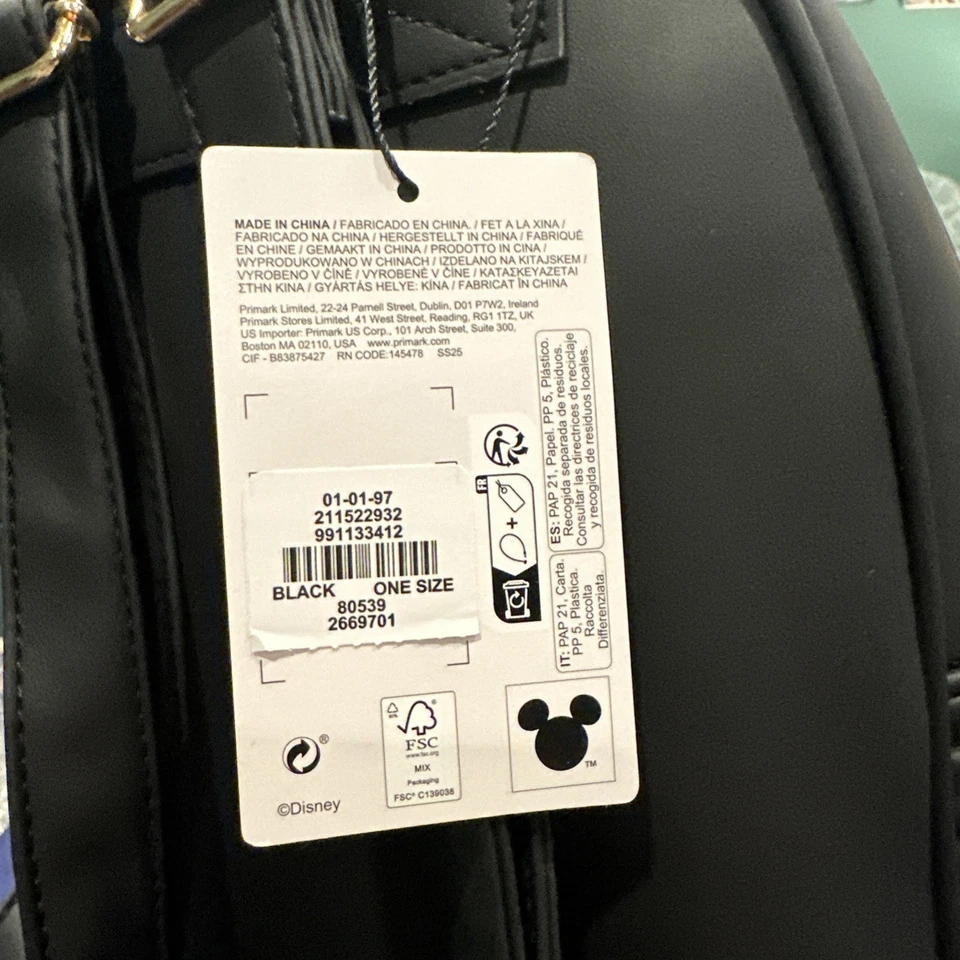 MADE IN CHINA / FABRICADO EN CHINA. / FET A LA XINA /
FABRICADO NA CHINA / HERGESTELLT IN CHINA / FABRIQUÉ
EN CHINE / GEMAAKT IN CHINA / PRODOTTO IN CINA /
WYPRODUKOWANO W CHINACH / IZDELANO NA KITAJSKEM /
VYROBENO V ČÍNĚ / VYROBENÉ V ČÍNE / ΚΑΤΑΣΚΕΥΑΖΕΤΑΙ
ΣΤΗΝ ΚΙΝΑ / GYÁRTÁS HELYE: KÍNA / FABRICAT ÎN CHINA
Primark Limited, 22-24 Parnell Street, Dublin, D01 P7W2, Ireland
Primark Stores Limited, 41 West Street, Reading, RG1 1TZ, UK
US Importer: Primark US Corp., 101 Arch Street, Suite 300,
Boston MA 02110, USA www.primark.com
CIF - B83875427 RN CODE:145478 SS25
01-01-97
211522932
991133412
BLACK ONE SIZE
80539
2669701
FR
+
ES: PAP 21, Papel. PP 5, Plástico.
Recogida separada de residuos.
Consultar las directrices de reciclaje
y recogida de residuos locales.
IT: PAP 21, Carta.
PP 5, Plastica.
Raccolta
Differenziata.
®
©Disney
®
FSC
www.fsc.org
MIX
Packaging
FSC® C139036
TM